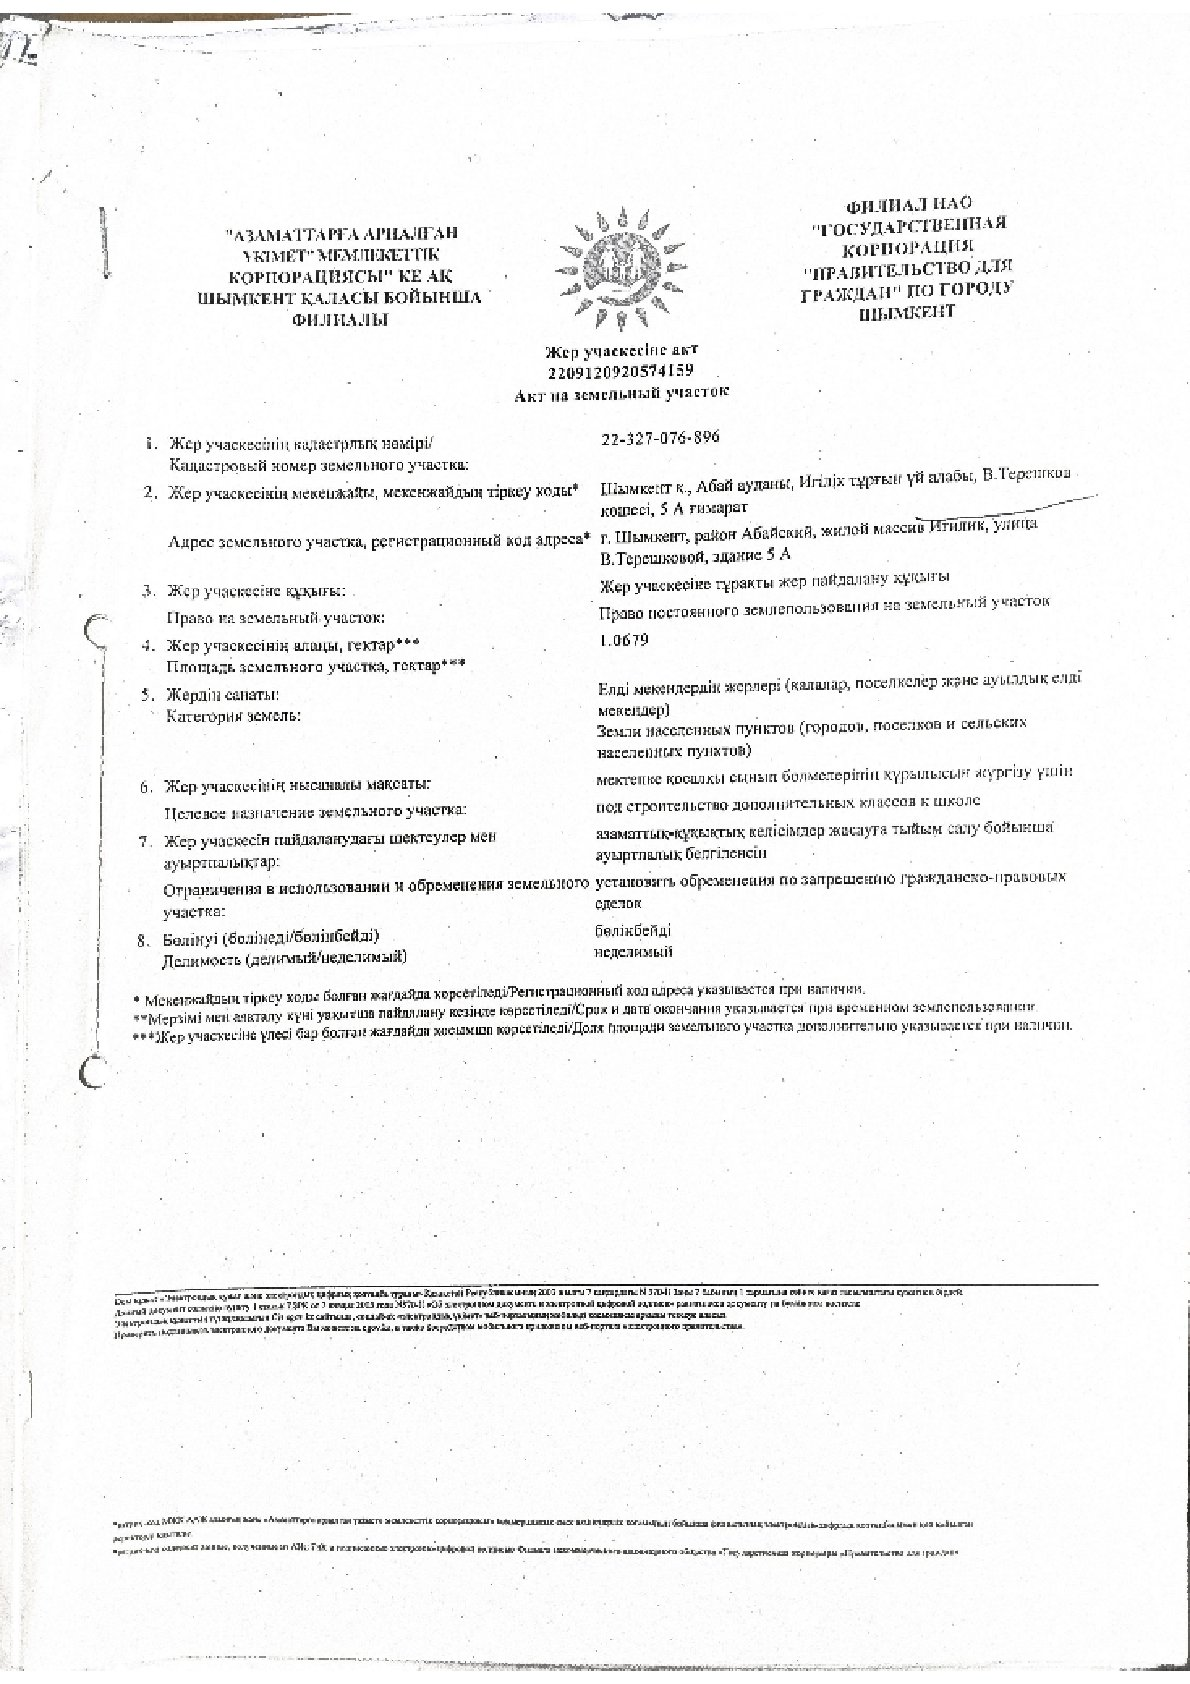 "АЗАМАТТАРҒА АРНАЛҒАН
ҮКІМЕТ" МЕМЛЕКЕТТІК
КОРПОРАЦИЯСЫ" КЕ АҚ
ШЫМКЕНТ ҚАЛАСЫ БОЙЫНША
ФИЛИАЛЫ
ФИЛИАЛ НАО
"ГОСУДАРСТВЕННАЯ
КОРПОРАЦИЯ
"ПРАВИТЕЛЬСТВО ДЛЯ
ГРАЖДАН" ПО ГОРОДУ
ШЫМКЕНТ
Жер учаскесіне акт
2209120920574159
Акт на земельный участок
1. Жер учаскесінің кадастрлық нөмірі/ 22-327-076-896
Кадастровый номер земельного участка:
2. Жер учаскесінің мекенжайы, мекенжайдың тіркеу коды* Шымкент қ., Абай ауданы, Игілік тұрғын үй алабы, В.Терешков
көшесі, 5 А ғимарат
Адрес земельного участка, регистрационный код адреса* г. Шымкент, район Абайский, жилой массив Игилик, улица
В.Терешковой, здание 5 А
3. Жер учаскесіне құқығы: Жер учаскесіне тұрақты жер пайдалану құқығы
Право на земельный участок: Право постоянного землепользования на земельный участок
4. Жер учаскесінің алаңы, гектар*** 1.0679
Площадь земельного участка, гектар***
5. Жердің санаты: Елді мекендердің жерлері (қалалар, поселкелер және ауылдық елді
мекендер)
Категория земель: Земли населенных пунктов (городов, поселков и сельских
населенных пунктов)
6. Жер учаскесінің нысаналы мақсаты: мектепке қосалқы сынып бөлмелерінің құрылысын жүргізу үшін
Целевое назначение земельного участка: под строительство дополнительных классов к школе
7. Жер учаскесін пайдаланудағы шектеулер мен азаматтық-құқықтық келісімдер жасауға тыйым салу бойынша
ауыртпалықтар: ауыртпалық белгіленсін
Ограничения в использовании и обременения земельного установить обременения по запрещению гражданско-правовых
участка: сделок
8. Бөлінуі (бөлінеді/бөлінбейді) бөлінбейді
Делимость (делимый/неделимый) неделимый
* Мекенжайдың тіркеу коды болған жағдайда көрсетіледі/Регистрационный код адреса указывается при наличии.
**Мерзімі мен аяқталу күні уақытша пайдалану кезінде көрсетіледі/Срок и дата окончания указывается при временном землепользовании.
***Жер учаскесіне үлесі бар болған жағдайда қосымша көрсетіледі/Доля площади земельного участка дополнительно указывается при наличии.